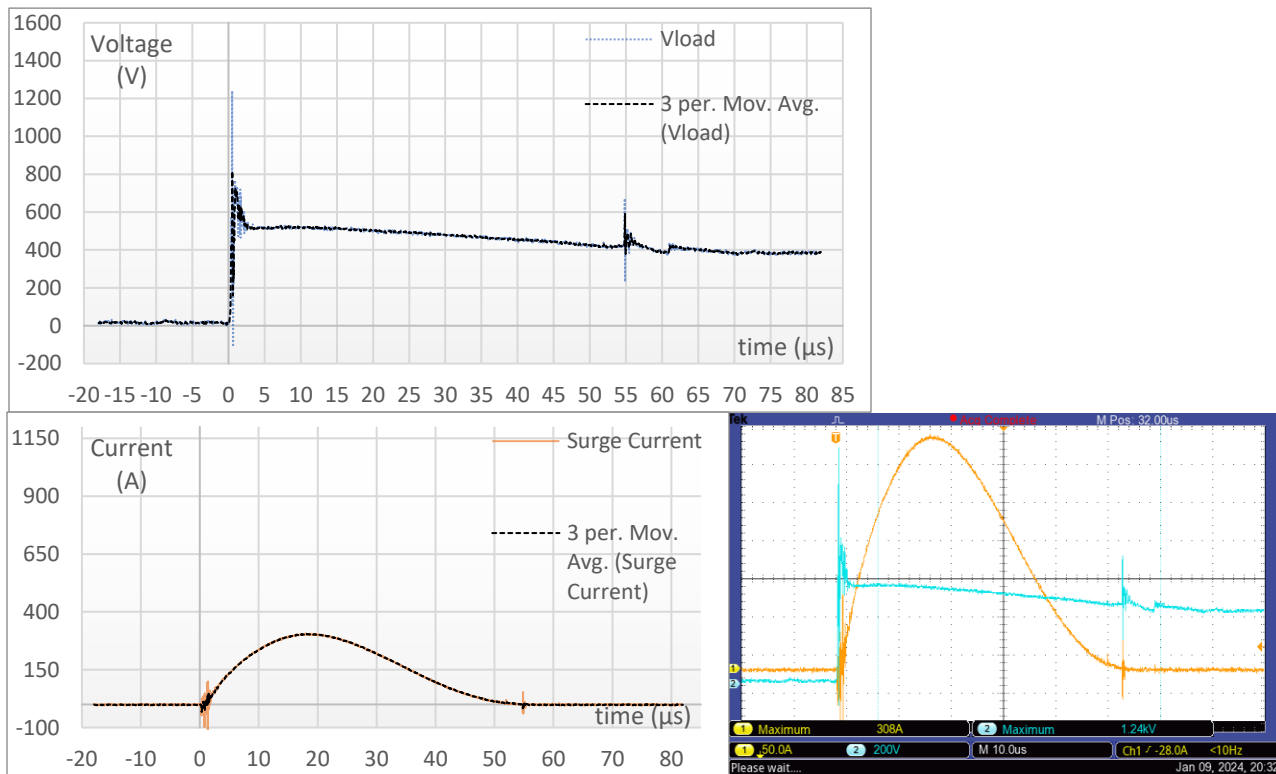 1600
1400
1200
1000
800
600
400
200
0
-200
Voltage
(V)
Vload
3 per. Mov. Avg.
(Vload)
time (µs)
-20 -15 -10 -5 0 5 10 15 20 25 30 35 40 45 50 55 60 65 70 75 80 85
1150
900
650
400
150
-100
Current
(A)
Surge Current
3 per. Mov.
Avg. (Surge
Current)
time (µs)
-20 -10 0 10 20 30 40 50 60 70 80
Tek
Acq Complete M Pos: 32.00us
T
1
2
1 Maximum 308A 2 Maximum 1.24kV
1 50.0A 2 200V M 10.0us Ch1 -28.0A <10Hz
Please wait.... Jan 09, 2024, 20:32